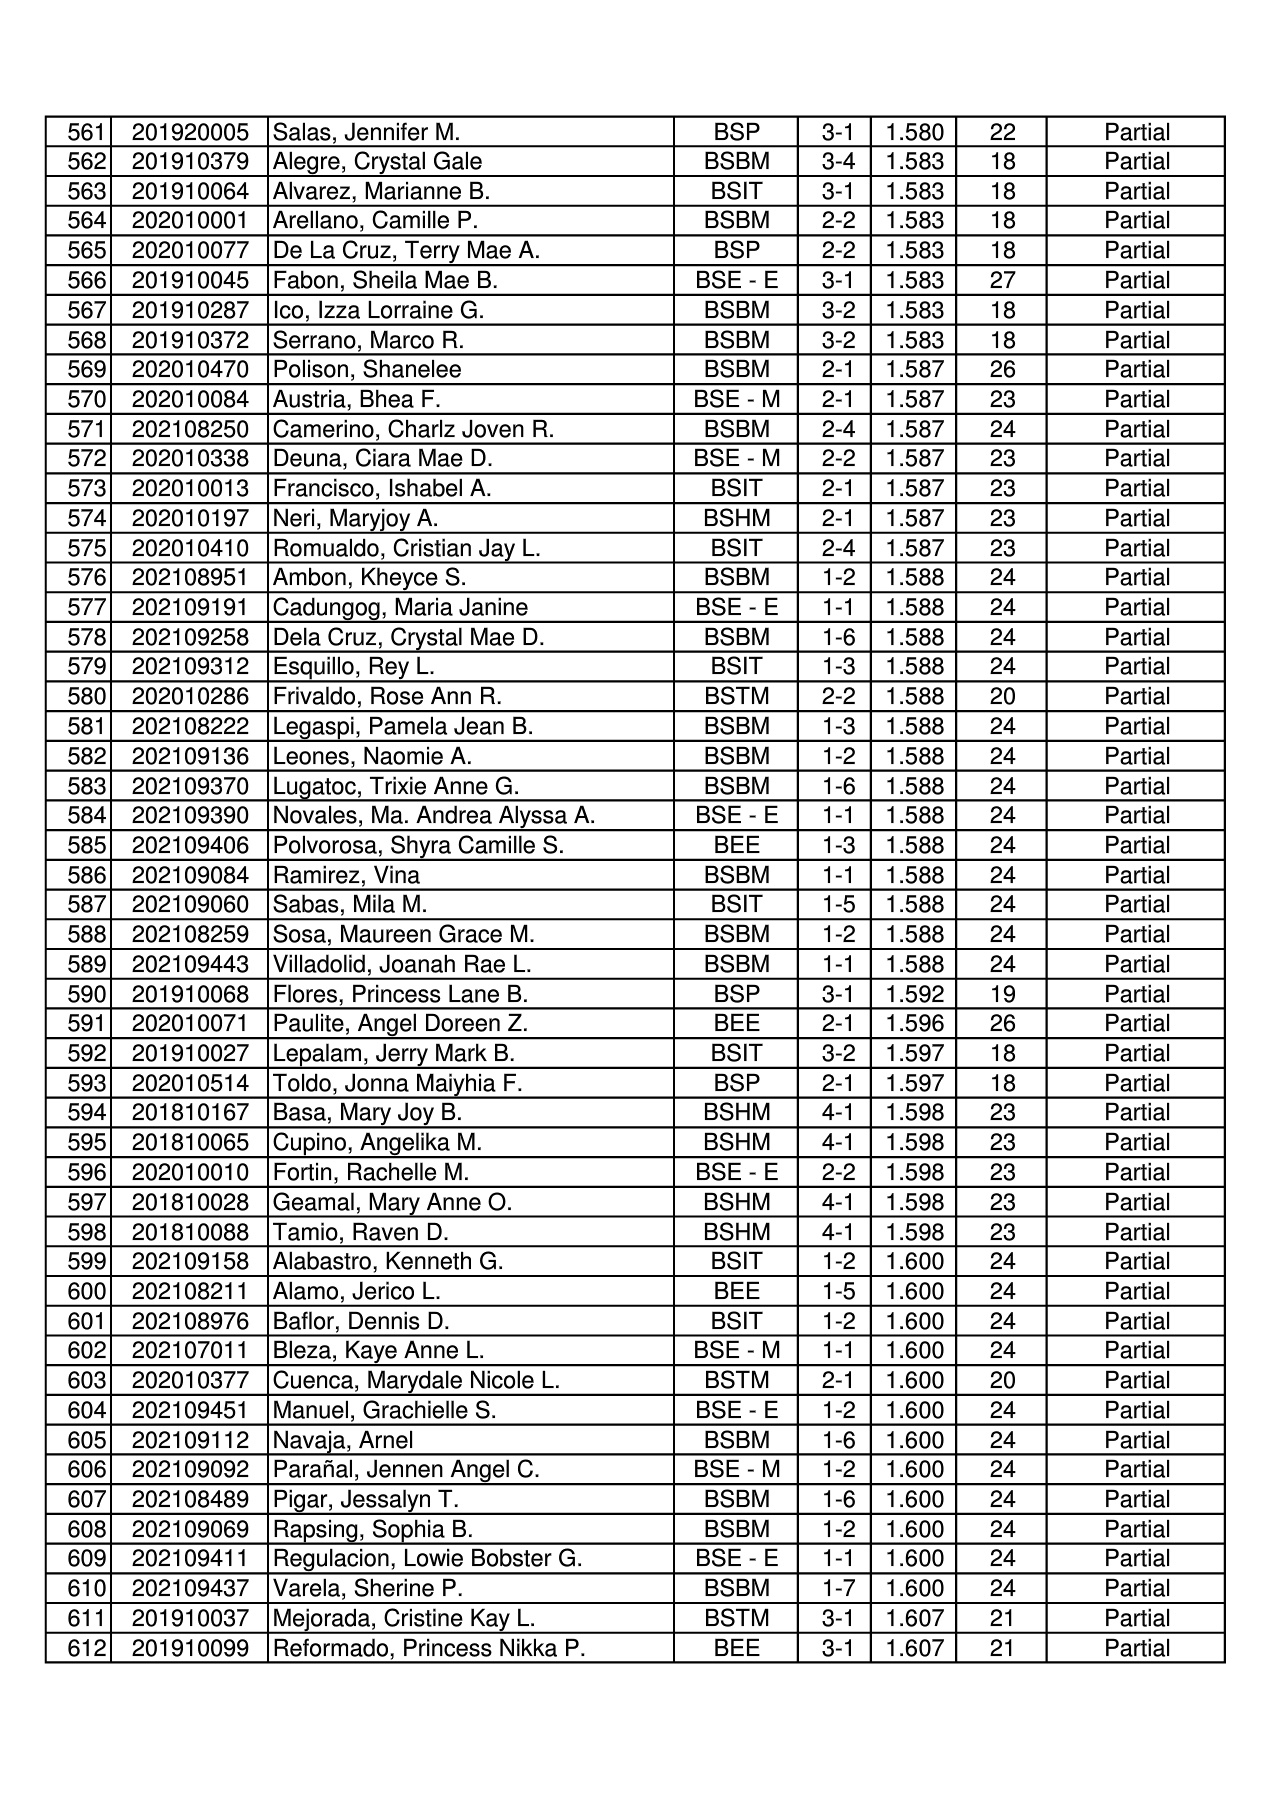 561 201920005 Salas, Jennifer M. BSP 3-1 1.580 22 Partial
562 201910379 Alegre, Crystal Gale BSBM 3-4 1.583 18 Partial
563 201910064 Alvarez, Marianne B. BSIT 3-1 1.583 18 Partial
564 202010001 Arellano, Camille P. BSBM 2-2 1.583 18 Partial
565 202010077 De La Cruz, Terry Mae A. BSP 2-2 1.583 18 Partial
566 201910045 Fabon, Sheila Mae B. BSE - E 3-1 1.583 27 Partial
567 201910287 Ico, Izza Lorraine G. BSBM 3-2 1.583 18 Partial
568 201910372 Serrano, Marco R. BSBM 3-2 1.583 18 Partial
569 202010470 Polison, Shanelee BSBM 2-1 1.587 26 Partial
570 202010084 Austria, Bhea F. BSE - M 2-1 1.587 23 Partial
571 202108250 Camerino, Charlz Joven R. BSBM 2-4 1.587 24 Partial
572 202010338 Deuna, Ciara Mae D. BSE - M 2-2 1.587 23 Partial
573 202010013 Francisco, Ishabel A. BSIT 2-1 1.587 23 Partial
574 202010197 Neri, Maryjoy A. BSHM 2-1 1.587 23 Partial
575 202010410 Romualdo, Cristian Jay L. BSIT 2-4 1.587 23 Partial
576 202108951 Ambon, Kheyce S. BSBM 1-2 1.588 24 Partial
577 202109191 Cadungog, Maria Janine BSE - E 1-1 1.588 24 Partial
578 202109258 Dela Cruz, Crystal Mae D. BSBM 1-6 1.588 24 Partial
579 202109312 Esquillo, Rey L. BSIT 1-3 1.588 24 Partial
580 202010286 Frivaldo, Rose Ann R. BSTM 2-2 1.588 20 Partial
581 202108222 Legaspi, Pamela Jean B. BSBM 1-3 1.588 24 Partial
582 202109136 Leones, Naomie A. BSBM 1-2 1.588 24 Partial
583 202109370 Lugatoc, Trixie Anne G. BSBM 1-6 1.588 24 Partial
584 202109390 Novales, Ma. Andrea Alyssa A. BSE - E 1-1 1.588 24 Partial
585 202109406 Polvorosa, Shyra Camille S. BEE 1-3 1.588 24 Partial
586 202109084 Ramirez, Vina BSBM 1-1 1.588 24 Partial
587 202109060 Sabas, Mila M. BSIT 1-5 1.588 24 Partial
588 202108259 Sosa, Maureen Grace M. BSBM 1-2 1.588 24 Partial
589 202109443 Villadolid, Joanah Rae L. BSBM 1-1 1.588 24 Partial
590 201910068 Flores, Princess Lane B. BSP 3-1 1.592 19 Partial
591 202010071 Paulite, Angel Doreen Z. BEE 2-1 1.596 26 Partial
592 201910027 Lepalam, Jerry Mark B. BSIT 3-2 1.597 18 Partial
593 202010514 Toldo, Jonna Maiyhia F. BSP 2-1 1.597 18 Partial
594 201810167 Basa, Mary Joy B. BSHM 4-1 1.598 23 Partial
595 201810065 Cupino, Angelika M. BSHM 4-1 1.598 23 Partial
596 202010010 Fortin, Rachelle M. BSE - E 2-2 1.598 23 Partial
597 201810028 Geamal, Mary Anne O. BSHM 4-1 1.598 23 Partial
598 201810088 Tamio, Raven D. BSHM 4-1 1.598 23 Partial
599 202109158 Alabastro, Kenneth G. BSIT 1-2 1.600 24 Partial
600 202108211 Alamo, Jerico L. BEE 1-5 1.600 24 Partial
601 202108976 Baflor, Dennis D. BSIT 1-2 1.600 24 Partial
602 202107011 Bleza, Kaye Anne L. BSE - M 1-1 1.600 24 Partial
603 202010377 Cuenca, Marydale Nicole L. BSTM 2-1 1.600 20 Partial
604 202109451 Manuel, Grachielle S. BSE - E 1-2 1.600 24 Partial
605 202109112 Navaja, Arnel BSBM 1-6 1.600 24 Partial
606 202109092 Parañal, Jennen Angel C. BSE - M 1-2 1.600 24 Partial
607 202108489 Pigar, Jessalyn T. BSBM 1-6 1.600 24 Partial
608 202109069 Rapsing, Sophia B. BSBM 1-2 1.600 24 Partial
609 202109411 Regulacion, Lowie Bobster G. BSE - E 1-1 1.600 24 Partial
610 202109437 Varela, Sherine P. BSBM 1-7 1.600 24 Partial
611 201910037 Mejorada, Cristine Kay L. BSTM 3-1 1.607 21 Partial
612 201910099 Reformado, Princess Nikka P. BEE 3-1 1.607 21 Partial